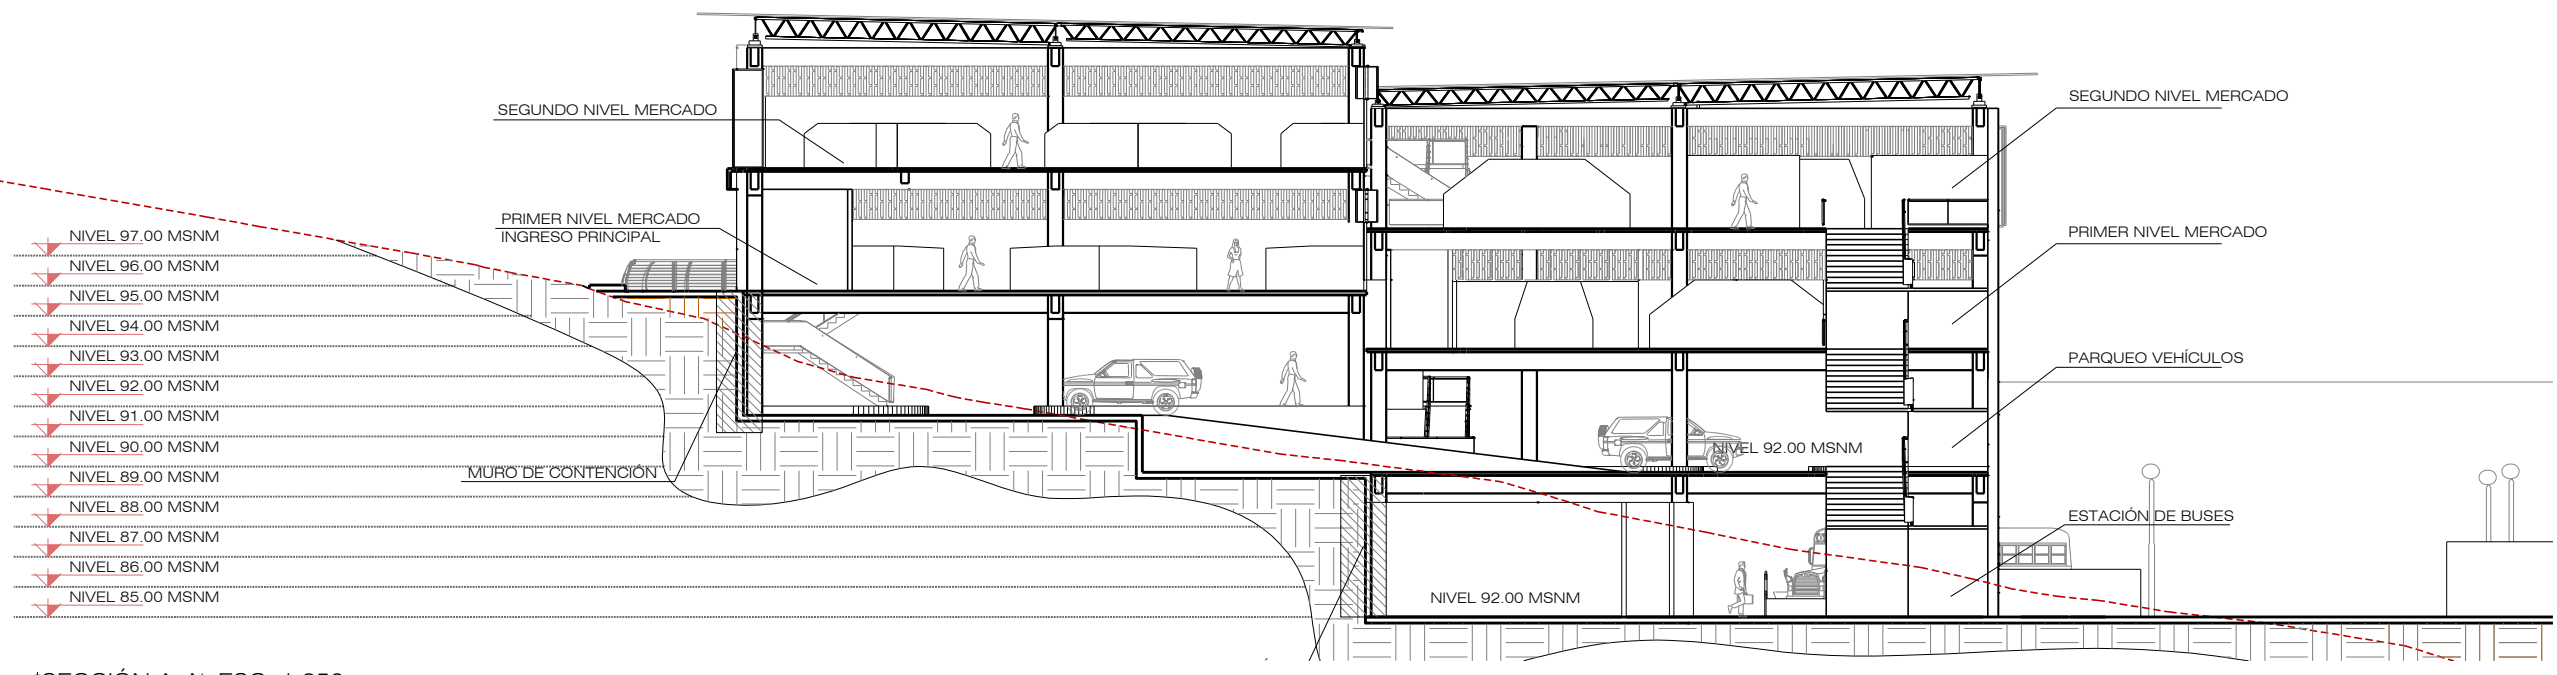 SEGUNDO NIVEL MERCADO
SEGUNDO NIVEL MERCADO
PRIMER NIVEL MERCADO
INGRESO PRINCIPAL
PRIMER NIVEL MERCADO
NIVEL 97.00 MSNM
NIVEL 96.00 MSNM
NIVEL 95.00 MSNM
NIVEL 94.00 MSNM
NIVEL 93.00 MSNM
NIVEL 92.00 MSNM
NIVEL 91.00 MSNM
NIVEL 90.00 MSNM
NIVEL 89.00 MSNM
NIVEL 88.00 MSNM
NIVEL 87.00 MSNM
NIVEL 86.00 MSNM
NIVEL 85.00 MSNM
PARQUEO VEHÍCULOS
NIVEL 92.00 MSNM
MURO DE CONTENCIÓN
ESTACIÓN DE BUSES
NIVEL 92.00 MSNM